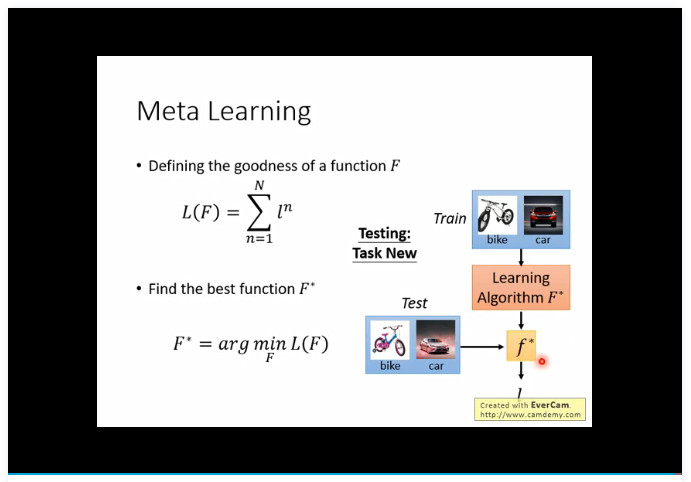 Meta Learning
• Defining the goodness of a function F
L(F) = ∑_{n=1}^{N} l^n
Testing:
Task New
Train
bike car
Learning
Algorithm F*
• Find the best function F*
F* = arg min_F L(F)
Test
bike car
f*
l
Created with EverCam.
http://www.camdemy.com